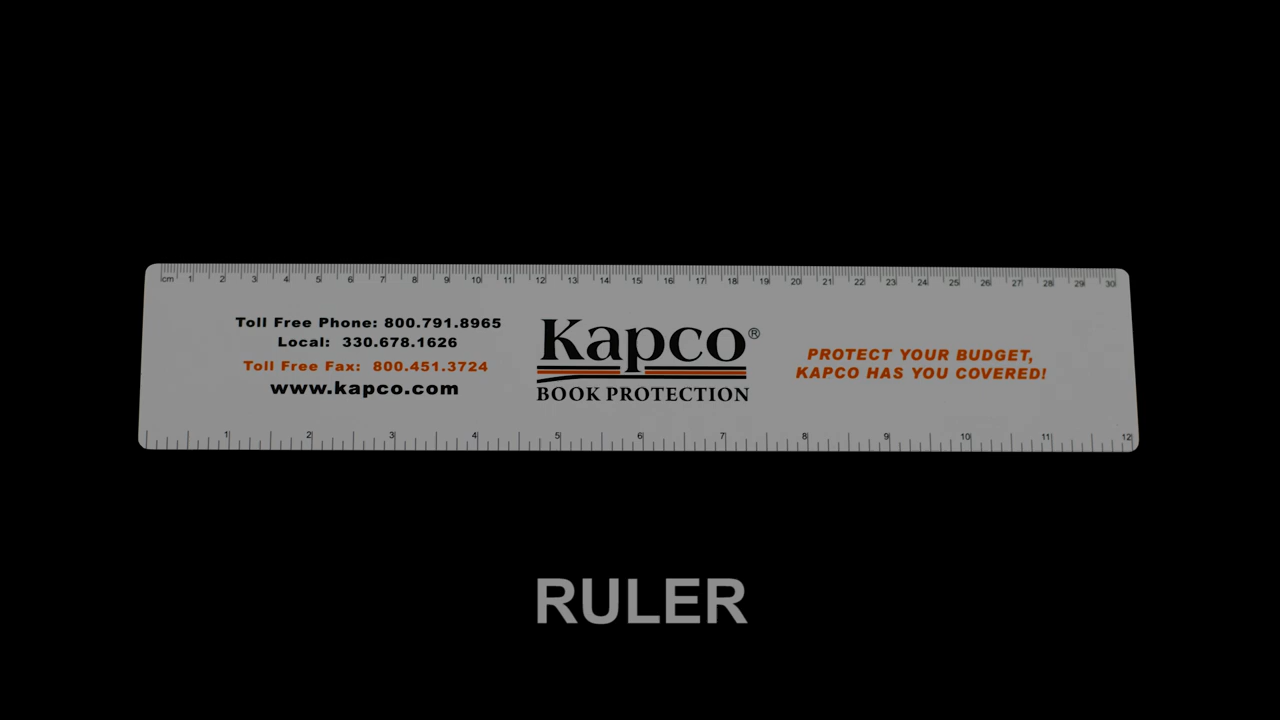 cm 1 2 3 4 5 6 7 8 9 10 11 12 13 14 15 16 17 18 19 20 21 22 23 24 25 26 27 28 29 30
Toll Free Phone: 800.791.8965
Local: 330.678.1626
Toll Free Fax: 800.451.3724
www.kapco.com
Kapco®
BOOK PROTECTION
PROTECT YOUR BUDGET,
KAPCO HAS YOU COVERED!
1 2 3 4 5 6 7 8 9 10 11 12
RULER